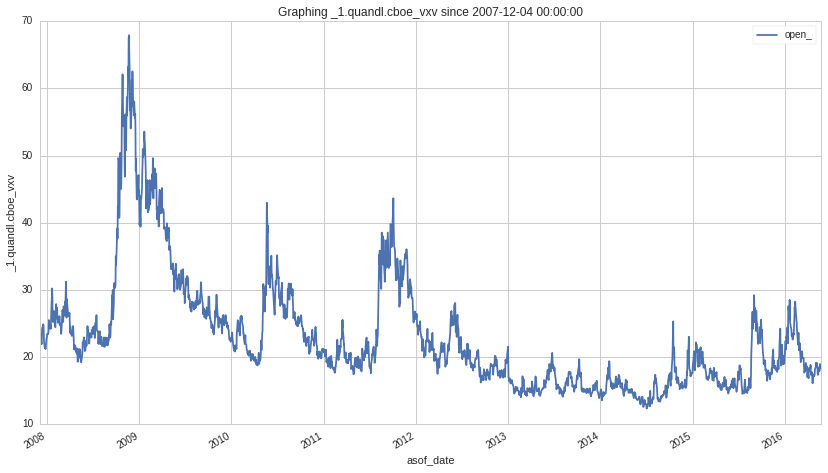 Graphing _1.quandl.cboe_vxv since 2007-12-04 00:00:00
open_
_1.quandl.cboe_vxv
70
60
50
40
30
20
10
2008 2009 2010 2011 2012 2013 2014 2015 2016
asof_date